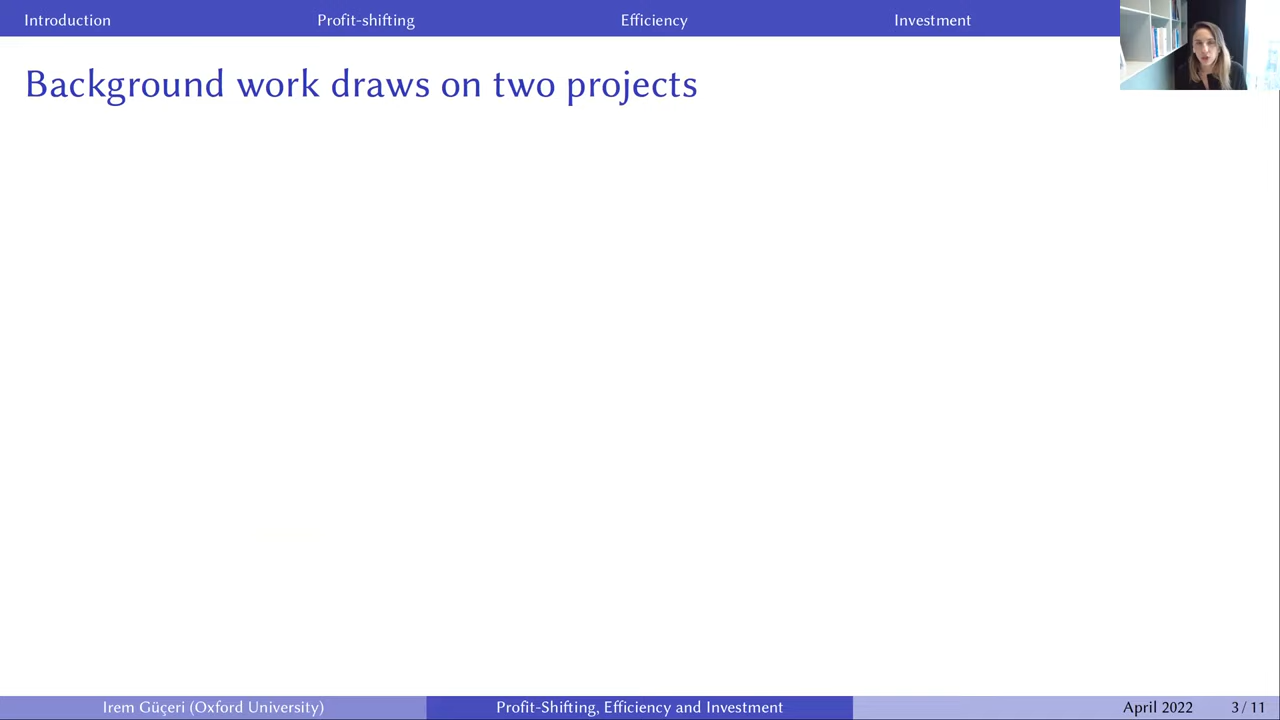 Introduction Profit-shifting Efficiency Investment
Background work draws on two projects
Irem Güçeri (Oxford University) Profit-Shifting, Efficiency and Investment April 2022 3 / 11